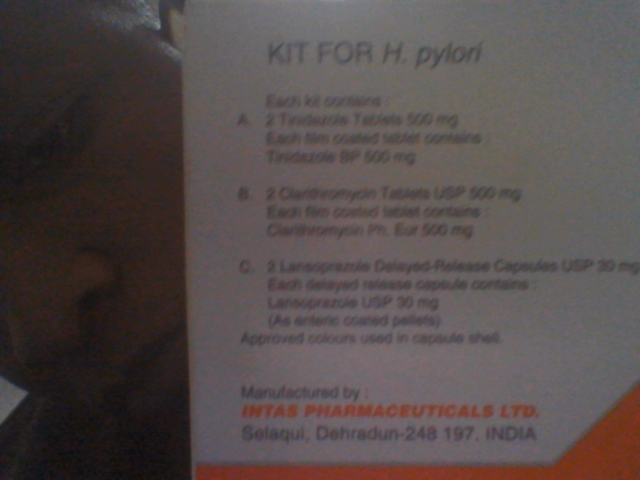 KIT FOR H. pylori
Each kit contains :
A. 2 Tinidazole Tablets 500 mg
Each film coated tablet contains :
Tinidazole BP 500 mg
B. 2 Clarithromycin Tablets USP 500 mg
Each film coated tablet contains :
Clarithromycin Ph. Eur 500 mg
C. 2 Lansoprazole Delayed-Release Capsules USP 30 mg
Each delayed release capsule contains :
Lansoprazole USP 30 mg
(As enteric coated pellets)
Approved colours used in capsule shell.
Manufactured by :
INTAS PHARMACEUTICALS LTD.
Selaqui, Dehradun-248 197. INDIA